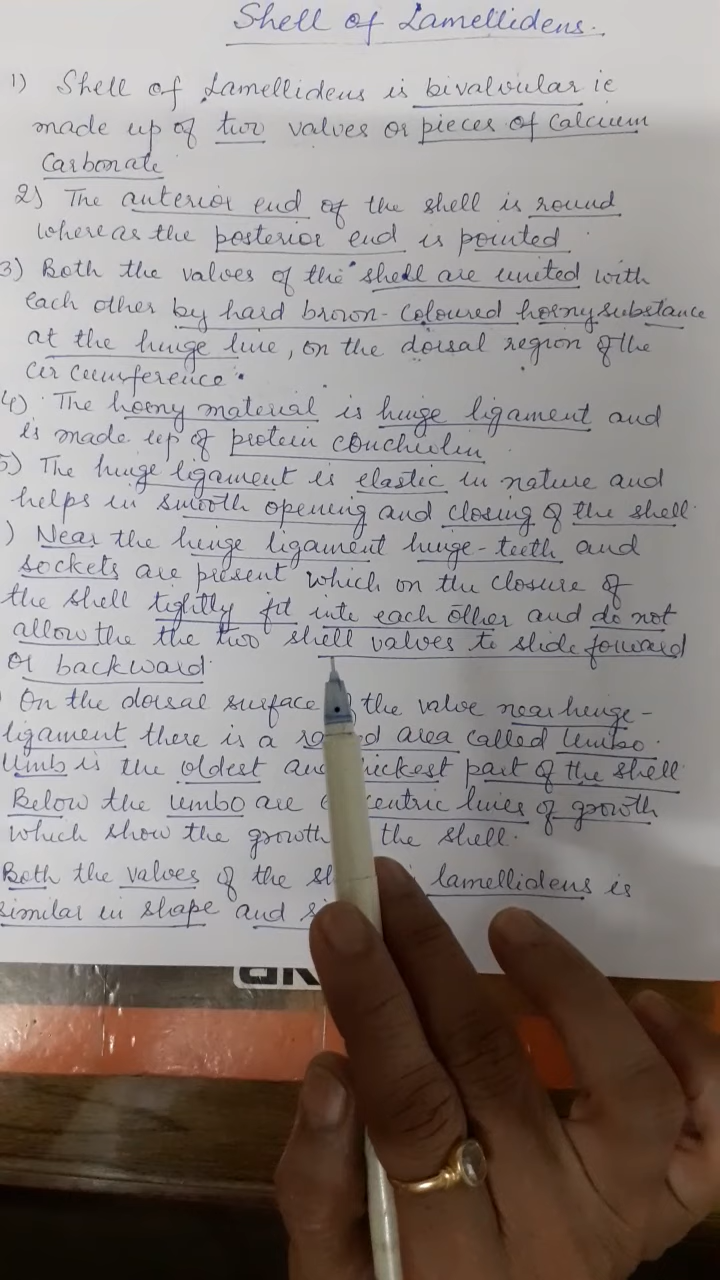 Shell of Lamellidens.
1) Shell of Lamellidens is bivalvular ie
made up of two valves or pieces of Calcium
Carbonate
2) The anterior end of the shell is round
whereas the posterior end is pointed
3) Both the valves of the shell are united with
each other by hard brown-coloured horny substance
at the hinge line, on the dorsal region of the
circumference.
4) The horny material is hinge ligament and
is made up of protein conchiolin
5) The hinge ligament is elastic in nature and
helps in smooth opening and closing of the shell.
) Near the hinge ligament hinge-teeth and
sockets are present which on the closure of
the shell tightly fit into each other and do not
allow the the two shell valves to slide forward
or backward.
On the dorsal surface the valve near hinge-
ligament there is a area called Umbo.
Umb is the oldest and part of the shell
Below the umbo are lines of growth
which show the growth the shell.
Both the valves of the lamellidens is
similar in shape and